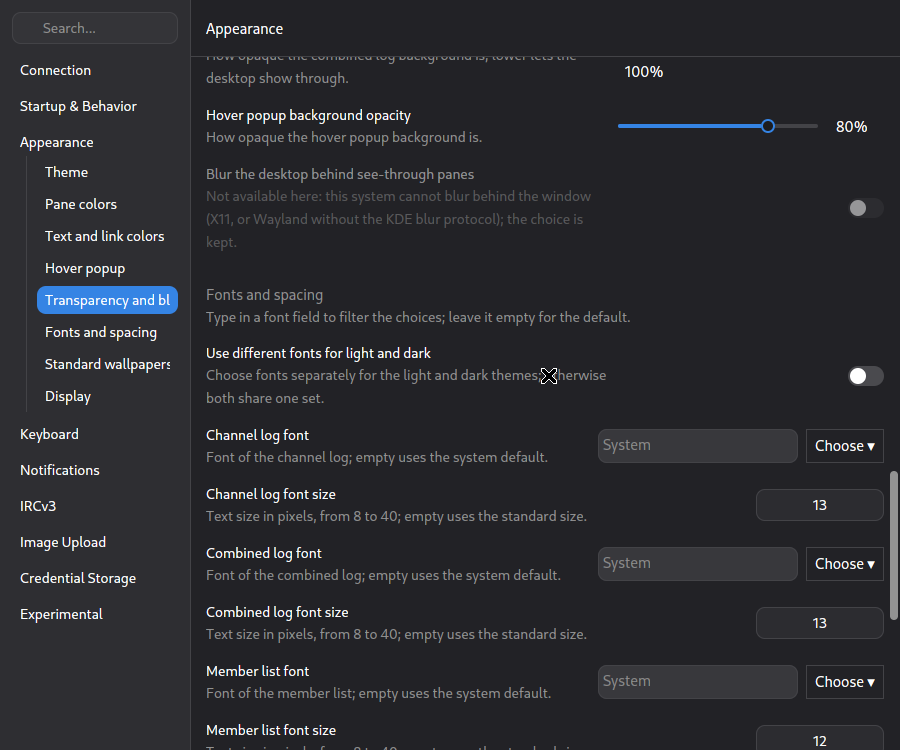 Search...
Appearance
Connection
Startup & Behavior
Appearance
Theme
Pane colors
Text and link colors
Hover popup
Transparency and bl
Fonts and spacing
Standard wallpapers
Display
Keyboard
Notifications
IRCv3
Image Upload
Credential Storage
Experimental
How opaque the combined log background is; lower lets the
desktop show through.
100%
Hover popup background opacity
How opaque the hover popup background is.
80%
Blur the desktop behind see-through panes
Not available here: this system cannot blur behind the window
(X11, or Wayland without the KDE blur protocol); the choice is
kept.
Fonts and spacing
Type in a font field to filter the choices; leave it empty for the default.
Use different fonts for light and dark
Choose fonts separately for the light and dark themes; otherwise
both share one set.
Channel log font
Font of the channel log; empty uses the system default.
System
Choose ▾
Channel log font size
Text size in pixels, from 8 to 40; empty uses the standard size.
13
Combined log font
Font of the combined log; empty uses the system default.
System
Choose ▾
Combined log font size
Text size in pixels, from 8 to 40; empty uses the standard size.
13
Member list font
Font of the member list; empty uses the system default.
System
Choose ▾
Member list font size
12